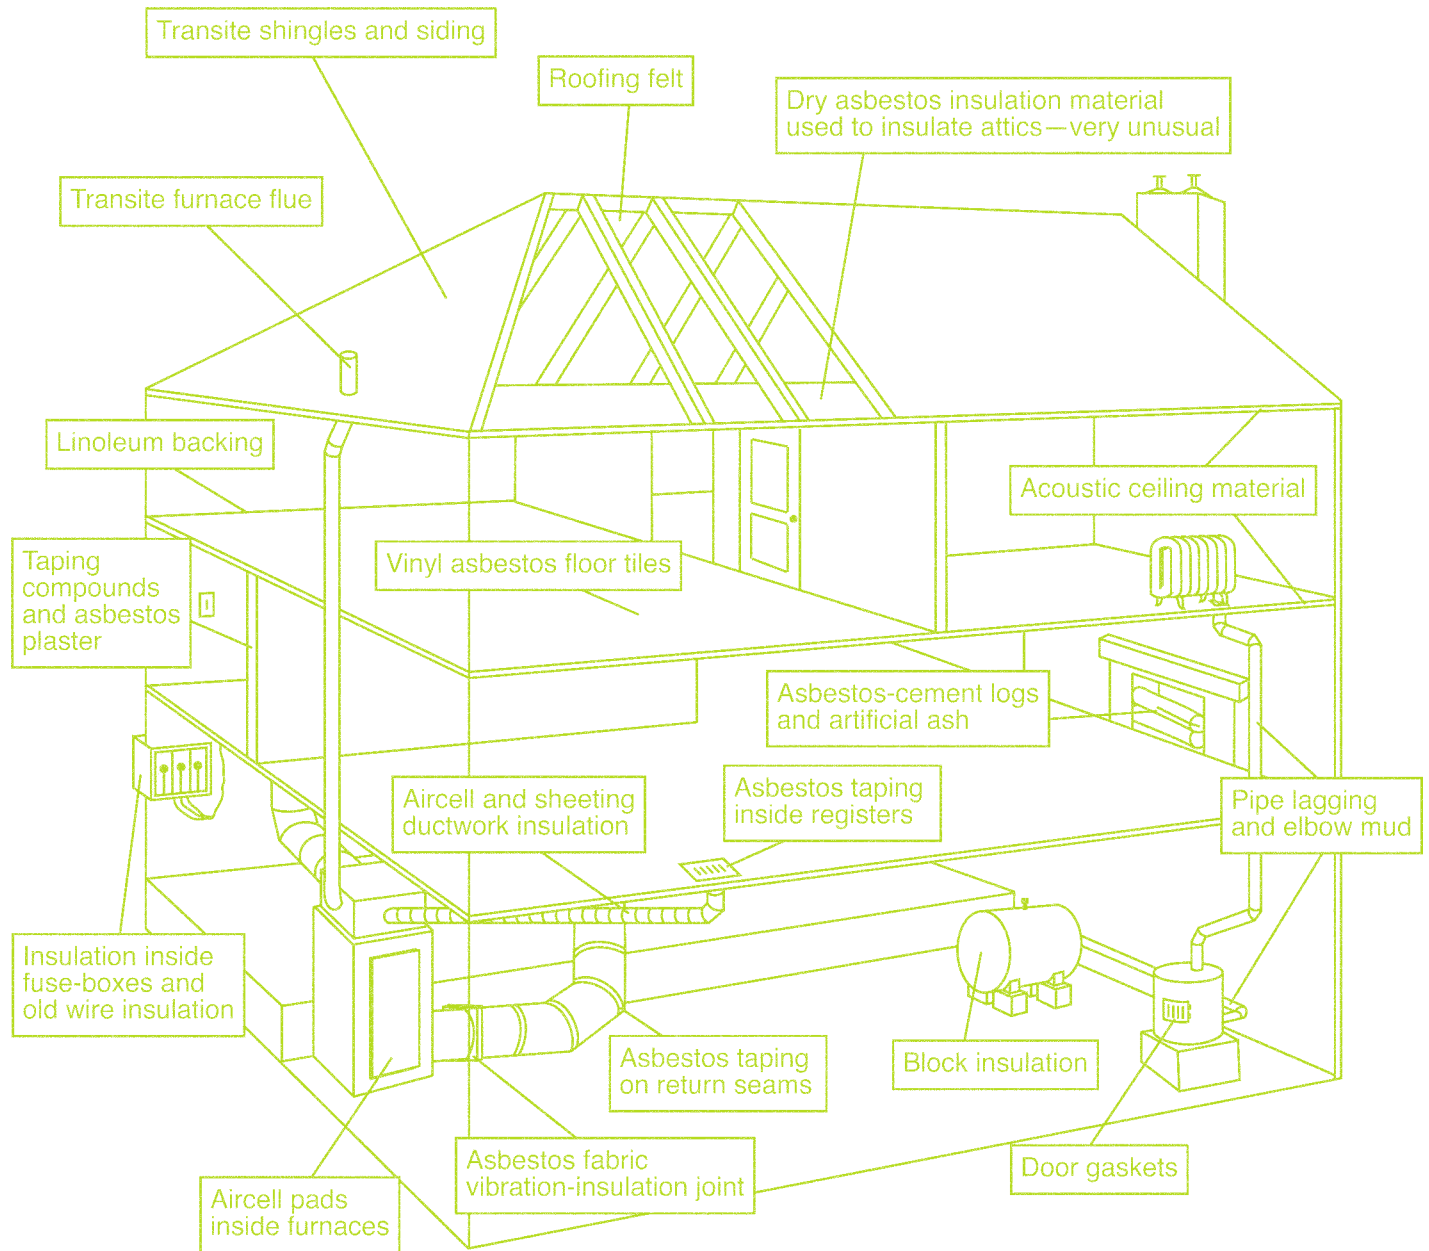 Transite shingles and siding
Roofing felt
Dry asbestos insulation material
used to insulate attics—very unusual
Transite furnace flue
Linoleum backing
Acoustic ceiling material
Taping
compounds
and asbestos
plaster
Vinyl asbestos floor tiles
Asbestos-cement logs
and artificial ash
Aircell and sheeting
ductwork insulation
Asbestos taping
inside registers
Pipe lagging
and elbow mud
Insulation inside
fuse-boxes and
old wire insulation
Asbestos taping
on return seams
Block insulation
Door gaskets
Asbestos fabric
vibration-insulation joint
Aircell pads
inside furnaces